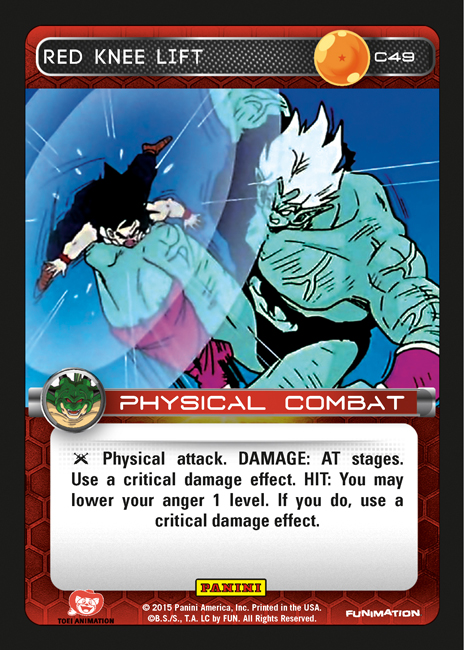 RED KNEE LIFT
C49
PHYSICAL COMBAT
Physical attack. DAMAGE: AT stages.
Use a critical damage effect. HIT: You may
lower your anger 1 level. If you do, use a
critical damage effect.
PANINI
TOEI ANIMATION
© 2015 Panini America, Inc. Printed in the USA.
©B.S./S., T.A. LC by FUN. All Rights Reserved.
FUNIMATION